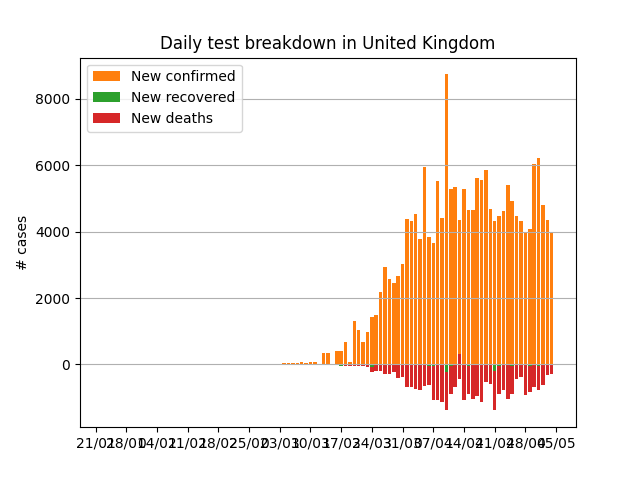 Daily test breakdown in United Kingdom
New confirmed
New recovered
New deaths
8000
6000
4000
2000
0
# cases
21/01 28/01 04/02 11/02 18/02 25/02 03/03 10/03 17/03 24/03 31/03 07/04 14/04 21/04 28/04 05/05